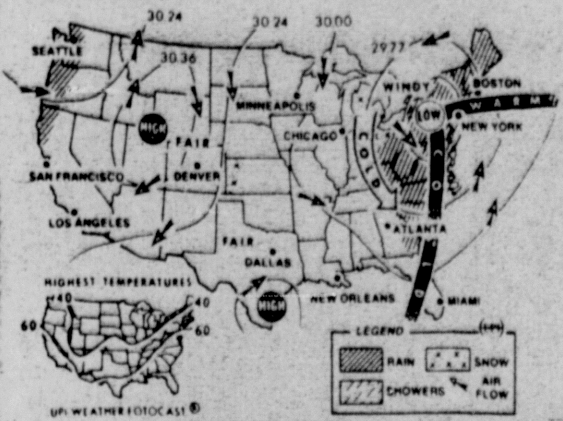 30.24
30.24
30.00
29.77
30.36
SEATTLE
WINDY
BOSTON
MINNEAPOLIS
LOW
WARM
NEW YORK
HIGH
FAIR
CHICAGO
COLD
SAN FRANCISCO
DENVER
COLD
LOS ANGELES
FAIR
ATLANTA
DALLAS
HIGHEST TEMPERATURES
HIGH
NEW ORLEANS
MIAMI
40
40
60
60
LEGEND
RAIN
SNOW
SHOWERS
AIR FLOW
UPI WEATHER FOTOCAST ®